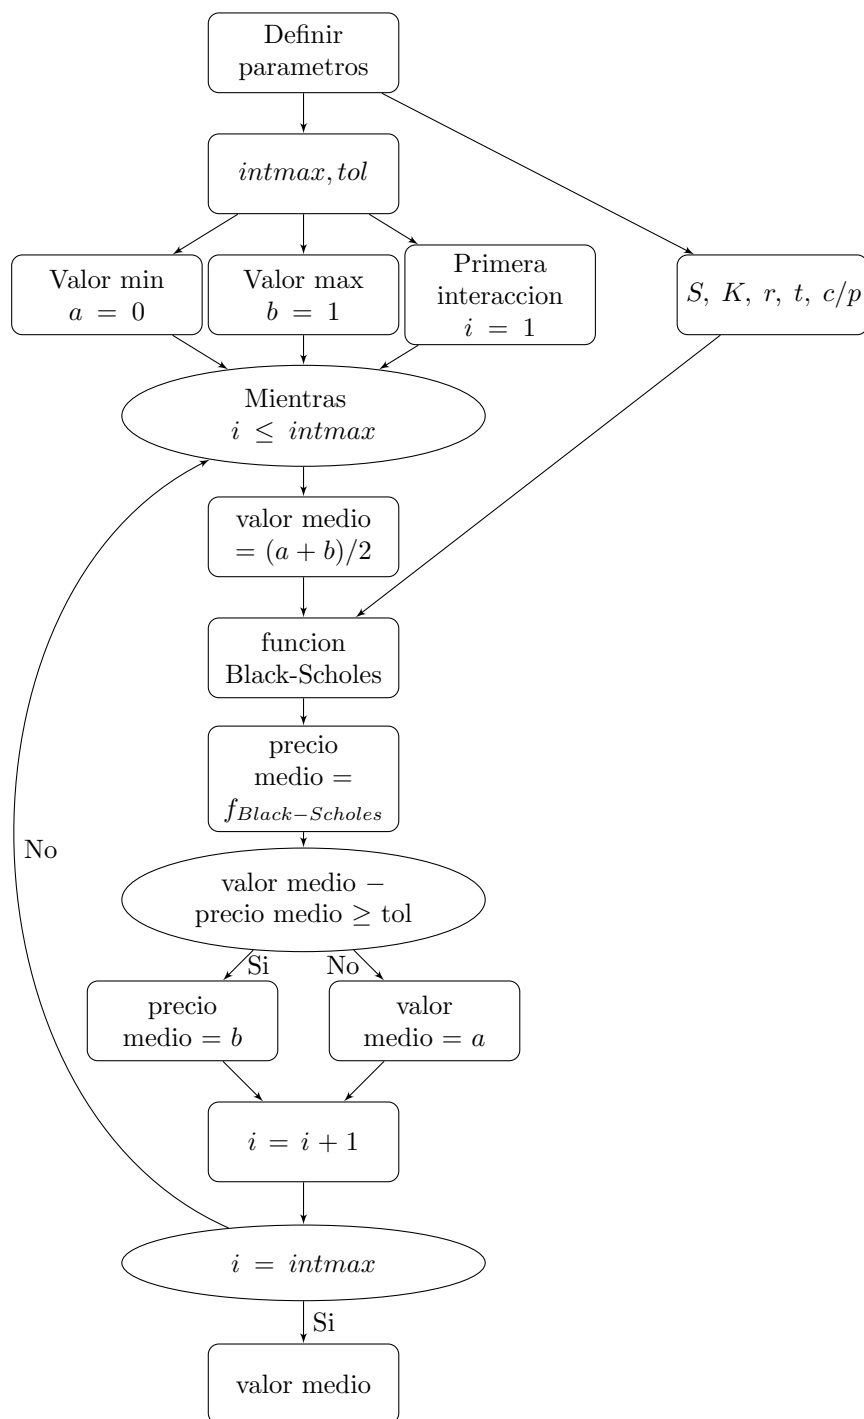 Definir
parametros
intmax, tol
Valor min
a = 0
Valor max
b = 1
Primera
interaccion
i = 1
S, K, r, t, c/p
Mientras
i ≤ intmax
valor medio
= (a + b)/2
funcion
Black-Scholes
precio
medio =
f_{Black−Scholes}
No
valor medio −
precio medio ≥ tol
Si
No
precio
medio = b
valor
medio = a
i = i + 1
i = intmax
Si
valor medio